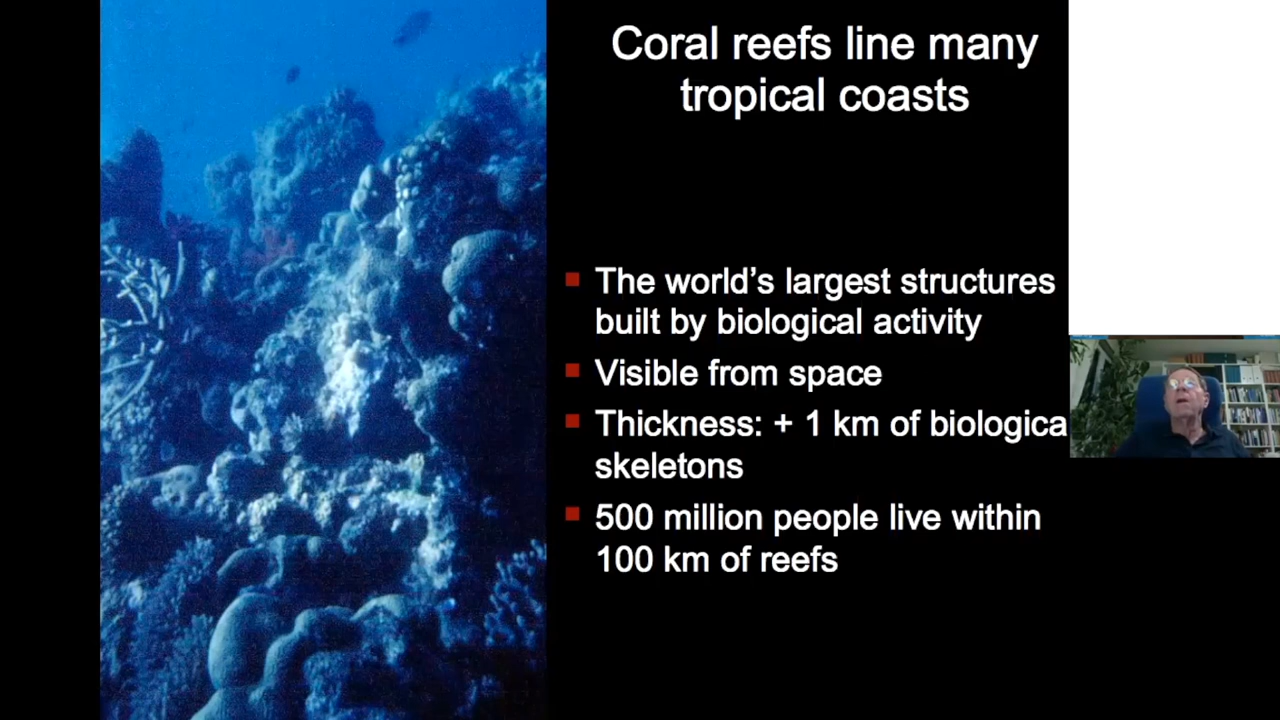 Coral reefs line many
tropical coasts
The world's largest structures
built by biological activity
Visible from space
Thickness: + 1 km of biologica
skeletons
500 million people live within
100 km of reefs